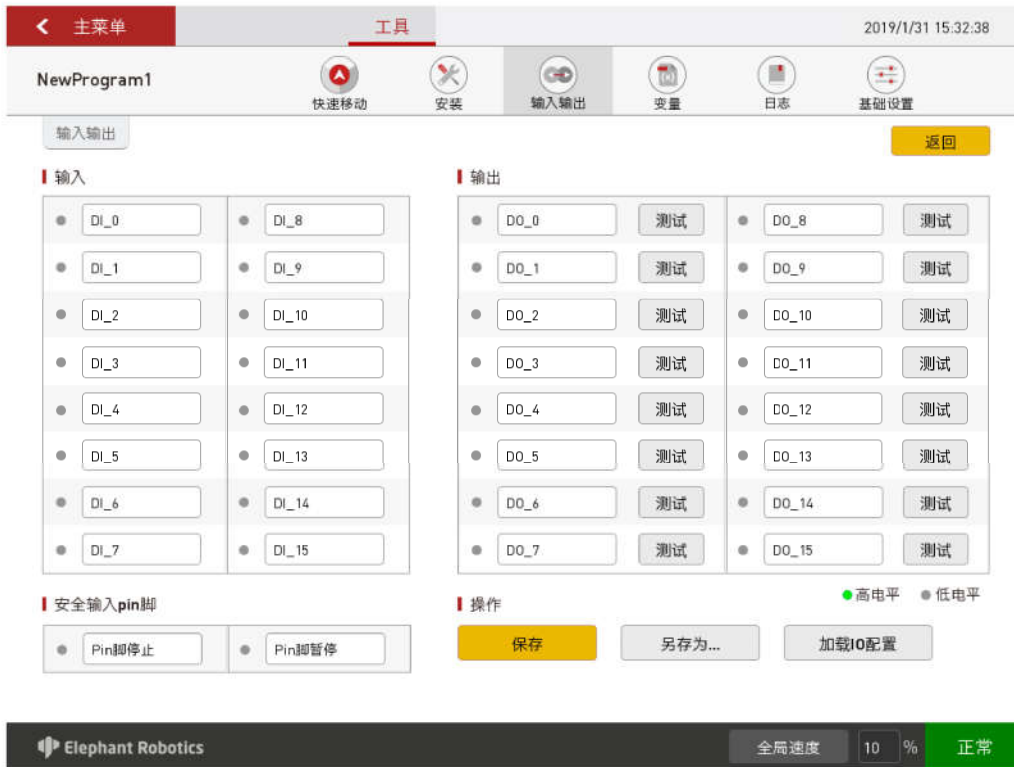 主菜单 工具 2019/1/31 15:32:38
NewProgram1
快速移动 安装 输入输出 变量 日志 基础设置
输入输出 返回
输入 输出
DI_0 DI_8 DO_0 测试 DO_8 测试
DI_1 DI_9 DO_1 测试 DO_9 测试
DI_2 DI_10 DO_2 测试 DO_10 测试
DI_3 DI_11 DO_3 测试 DO_11 测试
DI_4 DI_12 DO_4 测试 DO_12 测试
DI_5 DI_13 DO_5 测试 DO_13 测试
DI_6 DI_14 DO_6 测试 DO_14 测试
DI_7 DI_15 DO_7 测试 DO_15 测试
高电平 低电平
安全输入pin脚 操作
Pin脚停止 Pin脚暂停 保存 另存为... 加载IO配置
Elephant Robotics 全局速度 10 % 正常